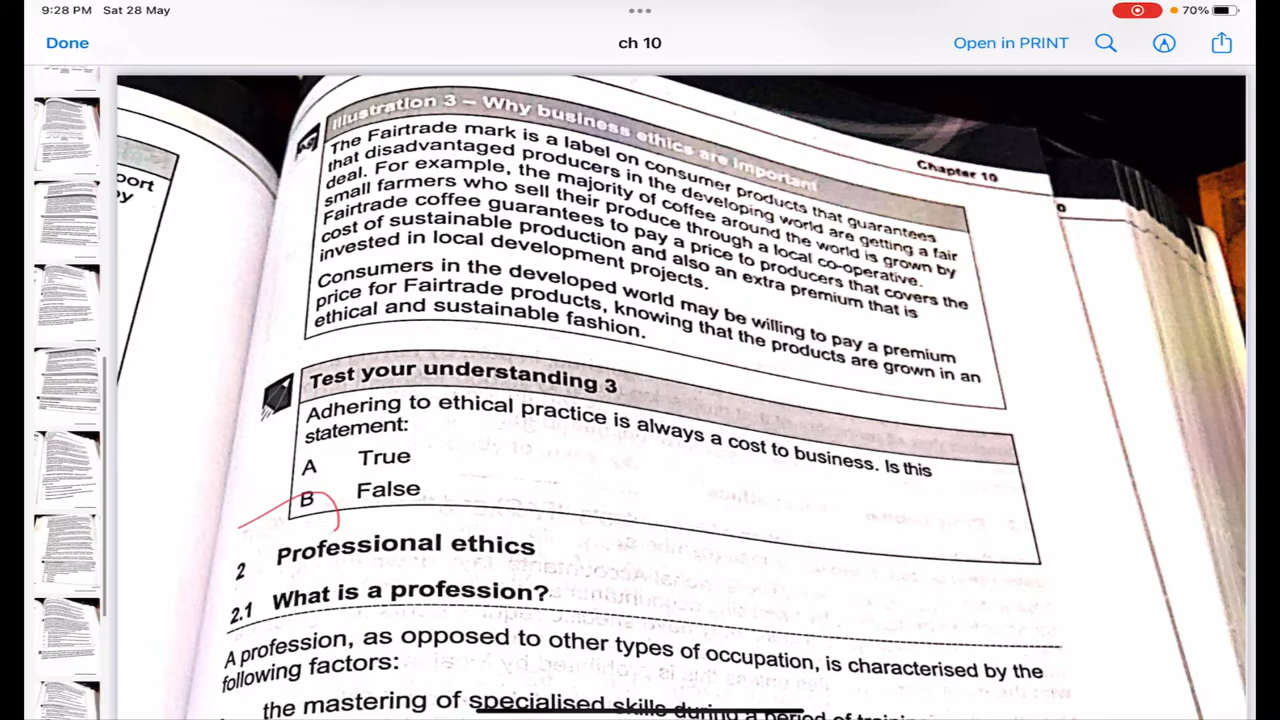 9:28 PM Sat 28 May
70%
Done
ch 10
Open in PRINT
Chapter 10
Illustration 3 – Why business ethics are important
The Fairtrade mark is a label on consumer products that guarantees
that disadvantaged producers in the developing world are getting a fair
deal. For example, the majority of coffee around the world is grown by
small farmers who sell their produce through a local co-operative.
Fairtrade coffee guarantees to pay a price to producers that covers the
cost of sustainable production and also an extra premium that is
invested in local development projects.
Consumers in the developed world may be willing to pay a premium
price for Fairtrade products, knowing that the products are grown in an
ethical and sustainable fashion.
Test your understanding 3
Adhering to ethical practice is always a cost to business. Is this
statement:
A True
B False
2 Professional ethics
2.1 What is a profession?
A profession, as opposed to other types of occupation, is characterised by the
following factors:
the mastering of specialised skills during a period of